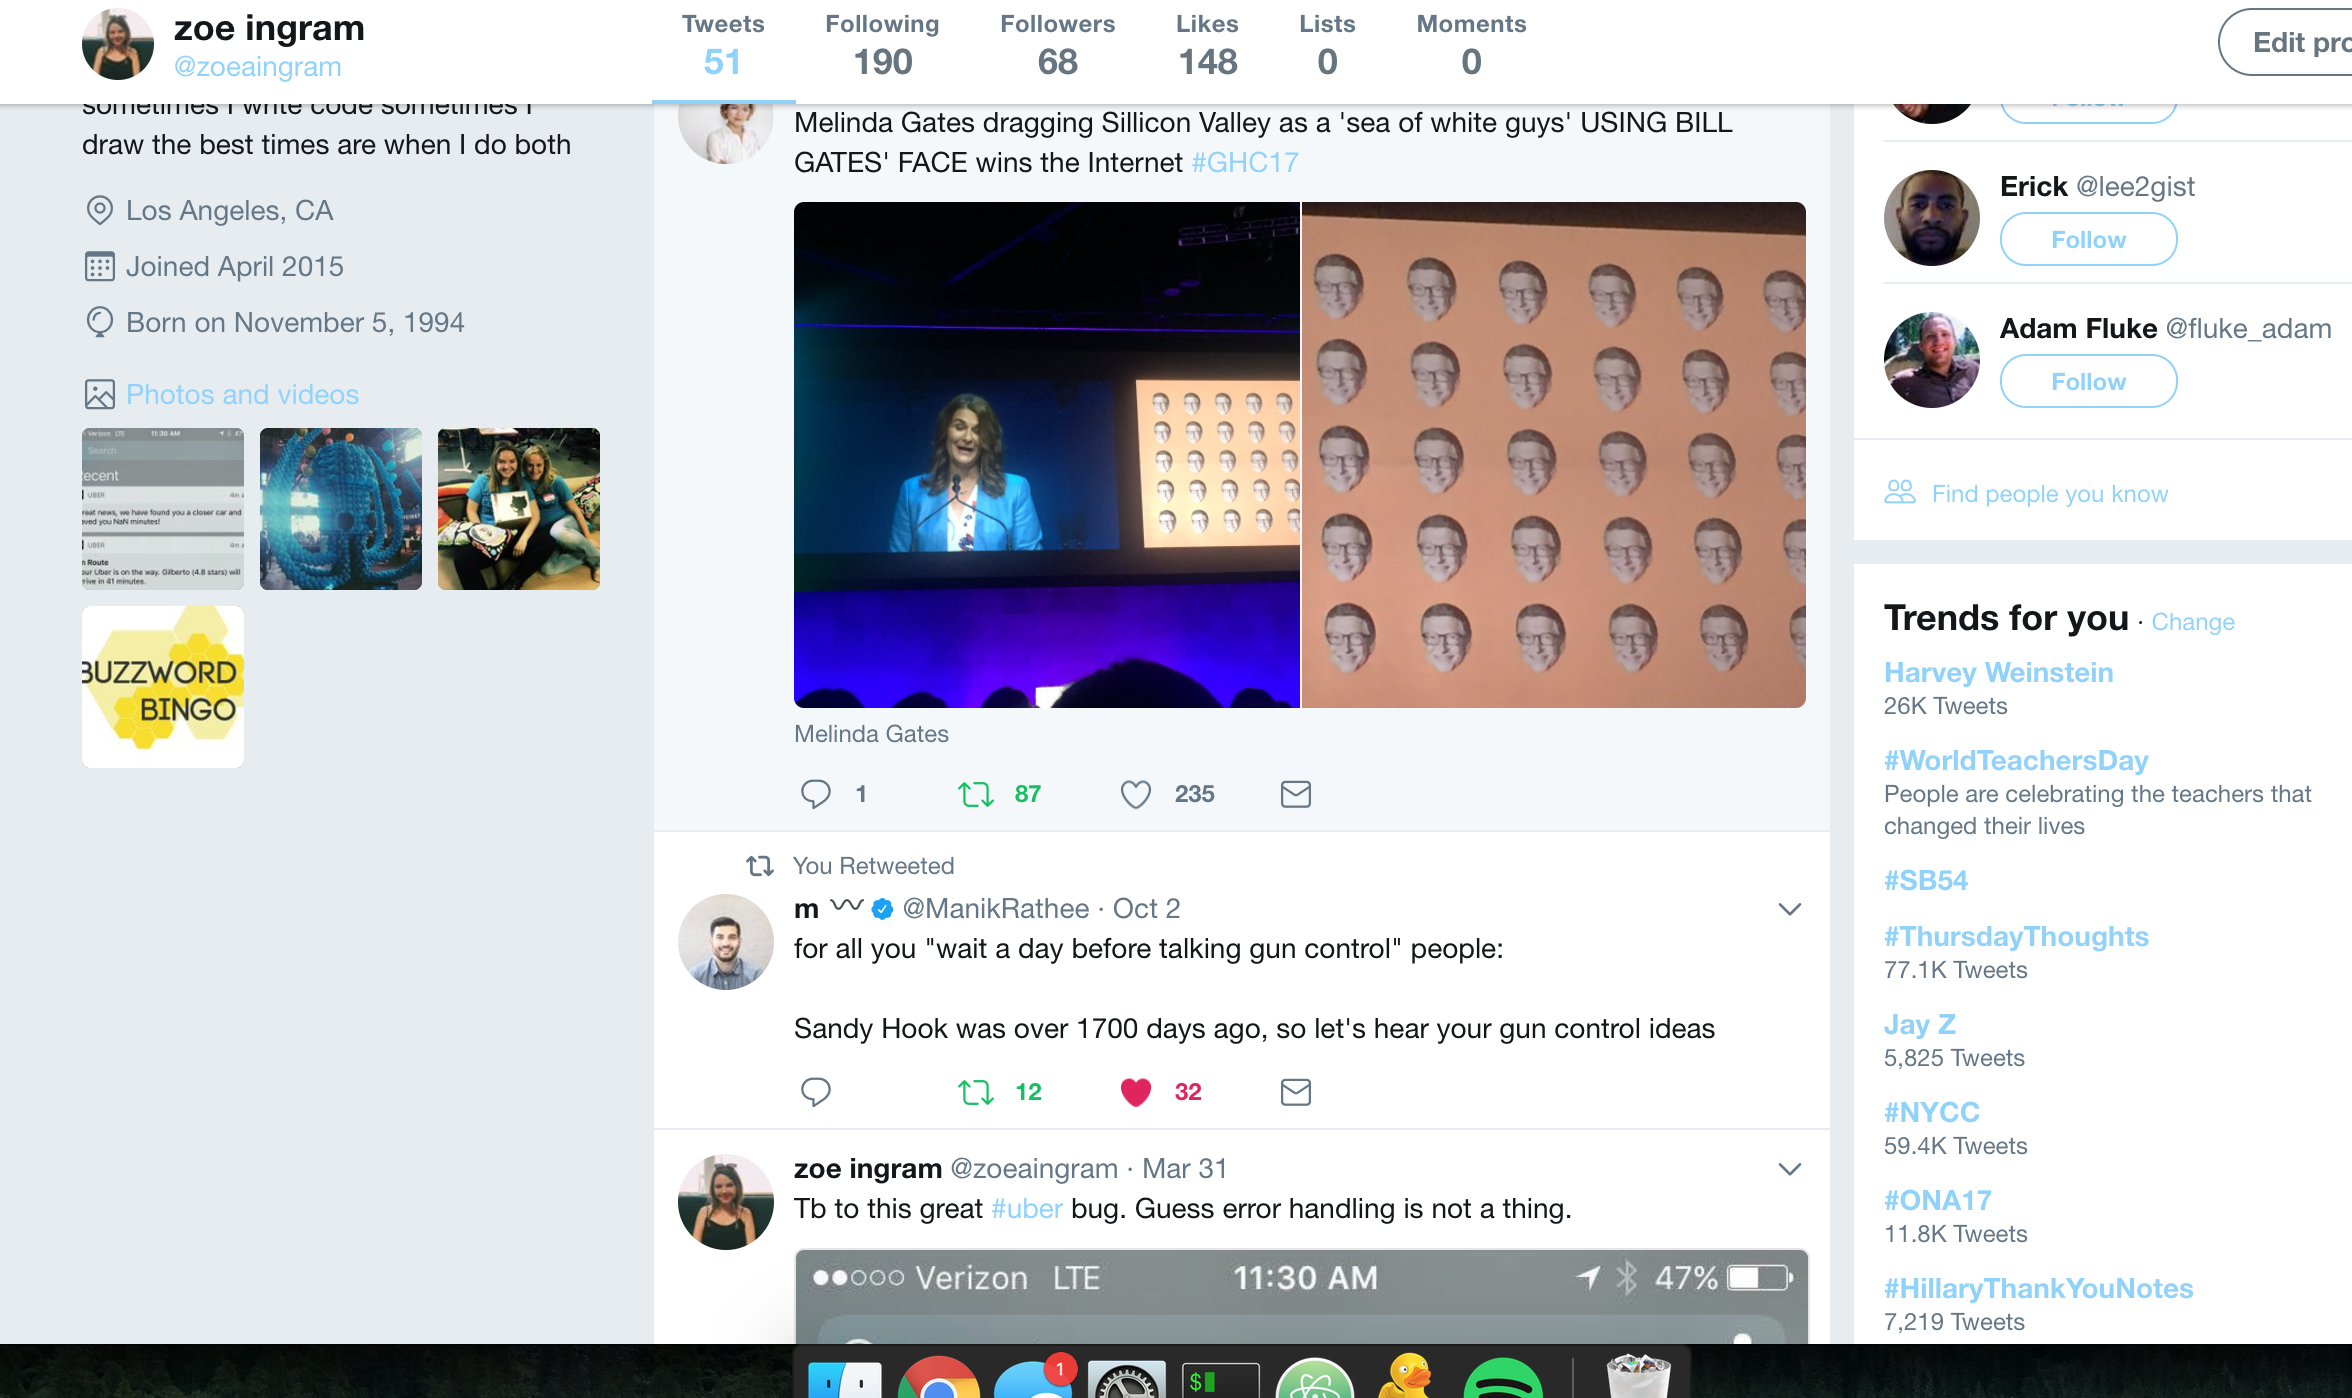 zoe ingram
@zoeaingram
Tweets
51
Following
190
Followers
68
Likes
148
Lists
0
Moments
0
Edit pro
sometimes I write code sometimes I
draw the best times are when I do both
Los Angeles, CA
Joined April 2015
Born on November 5, 1994
Photos and videos
Verizon LTE 11:30 AM 47
Search
ecent
UBER 4m a
reat news, we have found you a closer car and
ved you NaN minutes!
UBER 4m a
n Route
our Uber is on the way. Gilberto (4.8 stars) will
rrive in 41 minutes.
BUZZWORD
BINGO
Melinda Gates dragging Sillicon Valley as a 'sea of white guys' USING BILL
GATES' FACE wins the Internet #GHC17
Melinda Gates
1
87
235
You Retweeted
m @ManikRathee · Oct 2
for all you "wait a day before talking gun control" people:
Sandy Hook was over 1700 days ago, so let's hear your gun control ideas
12
32
zoe ingram @zoeaingram · Mar 31
Tb to this great #uber bug. Guess error handling is not a thing.
Verizon LTE 11:30 AM 47%
Follow
Erick @lee2gist
Follow
Adam Fluke @fluke_adam
Follow
Find people you know
Trends for you · Change
Harvey Weinstein
26K Tweets
#WorldTeachersDay
People are celebrating the teachers that
changed their lives
#SB54
#ThursdayThoughts
77.1K Tweets
Jay Z
5,825 Tweets
#NYCC
59.4K Tweets
#ONA17
11.8K Tweets
#HillaryThankYouNotes
7,219 Tweets
1
$